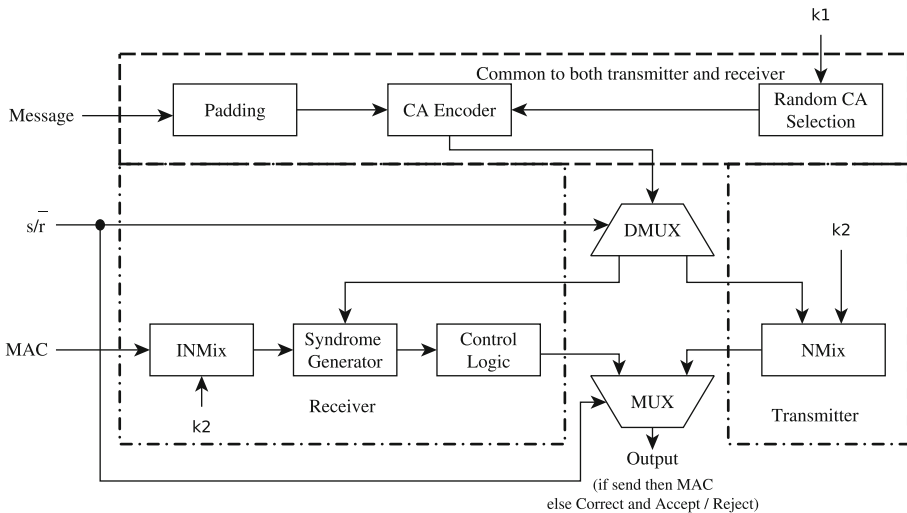 k1
Common to both transmitter and receiver
Message
Padding
CA Encoder
Random CA
Selection
s/r̅
DMUX
k2
MAC
INMix
Syndrome
Generator
Control
Logic
NMix
k2
Receiver
MUX
Transmitter
Output
(if send then MAC
else Correct and Accept / Reject)